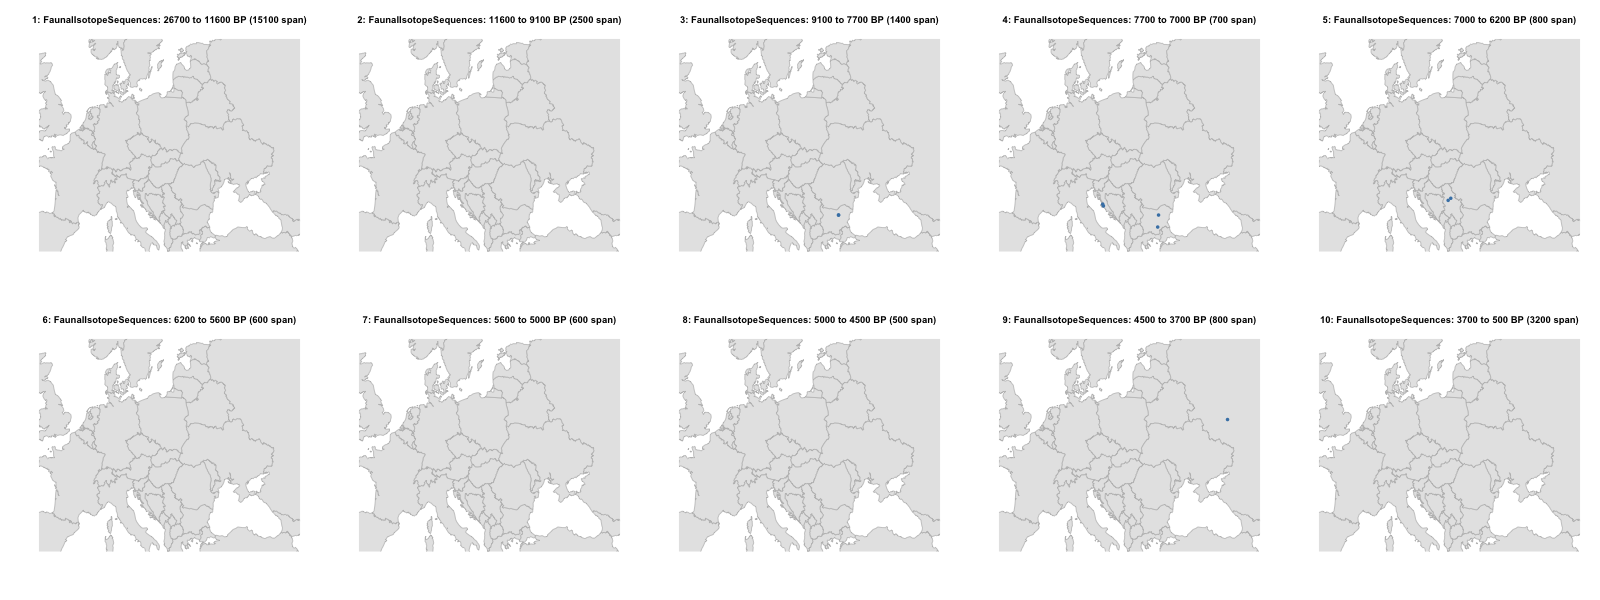 1: FaunalIsotopeSequences: 26700 to 11600 BP (15100 span)
2: FaunalIsotopeSequences: 11600 to 9100 BP (2500 span)
3: FaunalIsotopeSequences: 9100 to 7700 BP (1400 span)
4: FaunalIsotopeSequences: 7700 to 7000 BP (700 span)
5: FaunalIsotopeSequences: 7000 to 6200 BP (800 span)
6: FaunalIsotopeSequences: 6200 to 5600 BP (600 span)
7: FaunalIsotopeSequences: 5600 to 5000 BP (600 span)
8: FaunalIsotopeSequences: 5000 to 4500 BP (500 span)
9: FaunalIsotopeSequences: 4500 to 3700 BP (800 span)
10: FaunalIsotopeSequences: 3700 to 500 BP (3200 span)